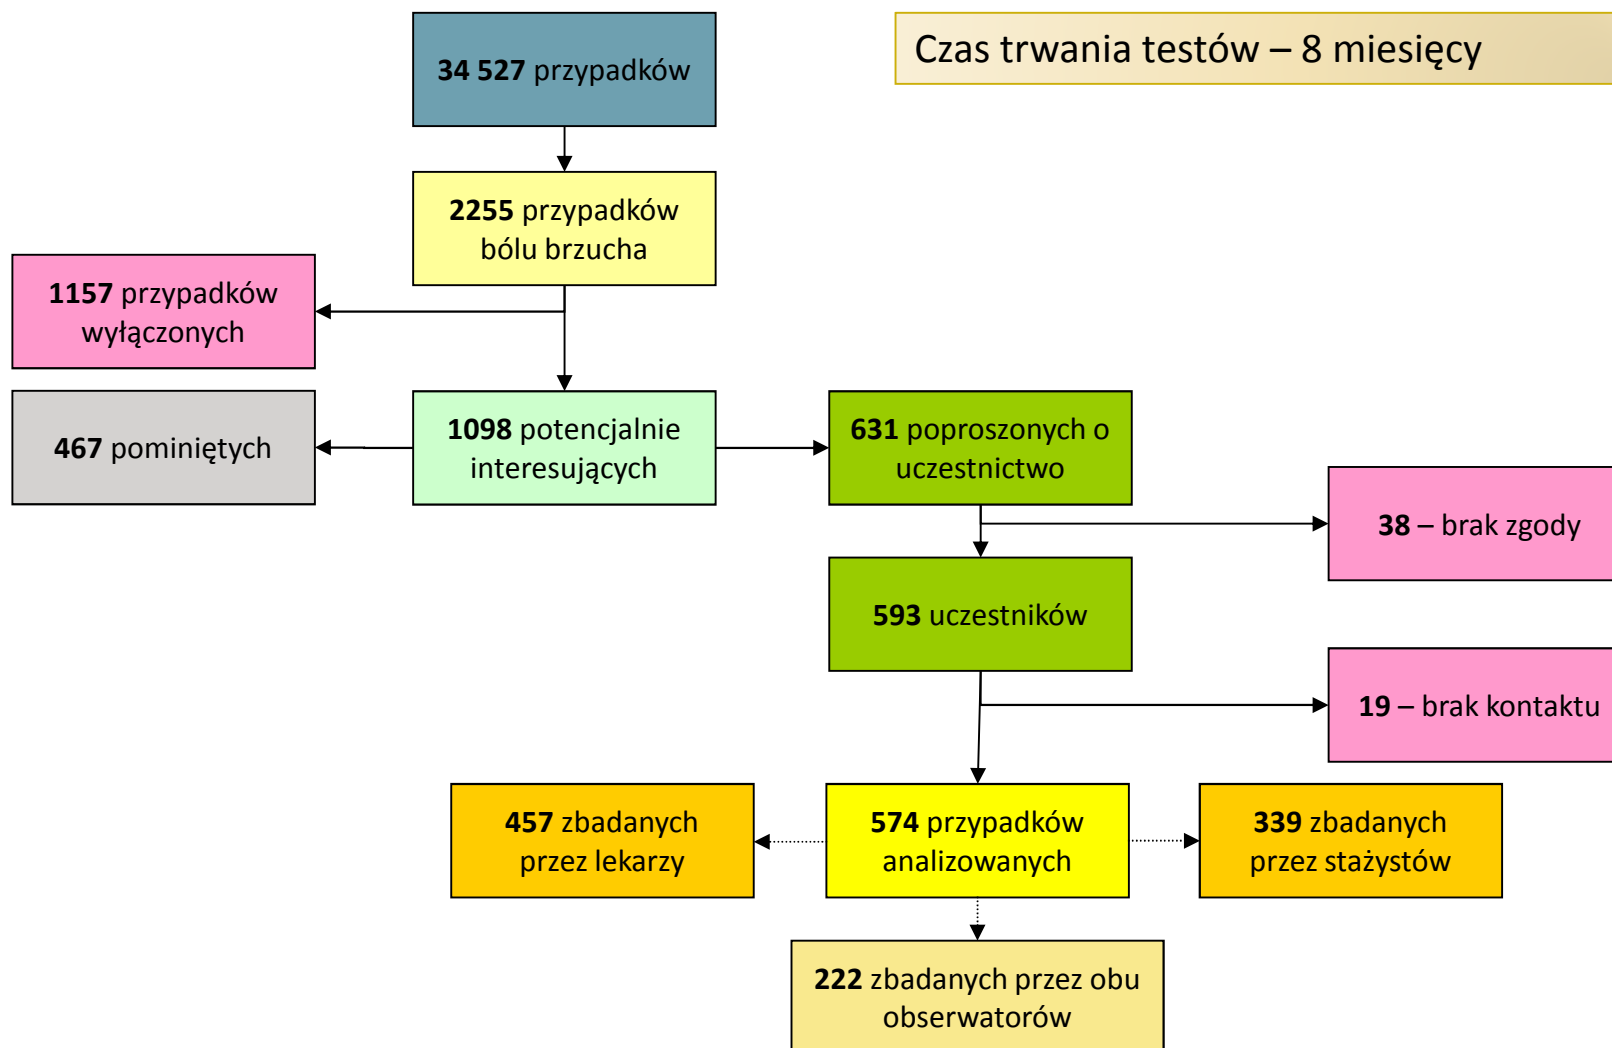 34 527 przypadków
Czas trwania testów – 8 miesięcy
2255 przypadków
bólu brzucha
1157 przypadków
wyłączonych
467 pominiętych
1098 potencjalnie
interesujących
631 poproszonych o
uczestnictwo
38 – brak zgody
593 uczestników
19 – brak kontaktu
457 zbadanych
przez lekarzy
574 przypadków
analizowanych
339 zbadanych
przez stażystów
222 zbadanych przez obu
obserwatorów